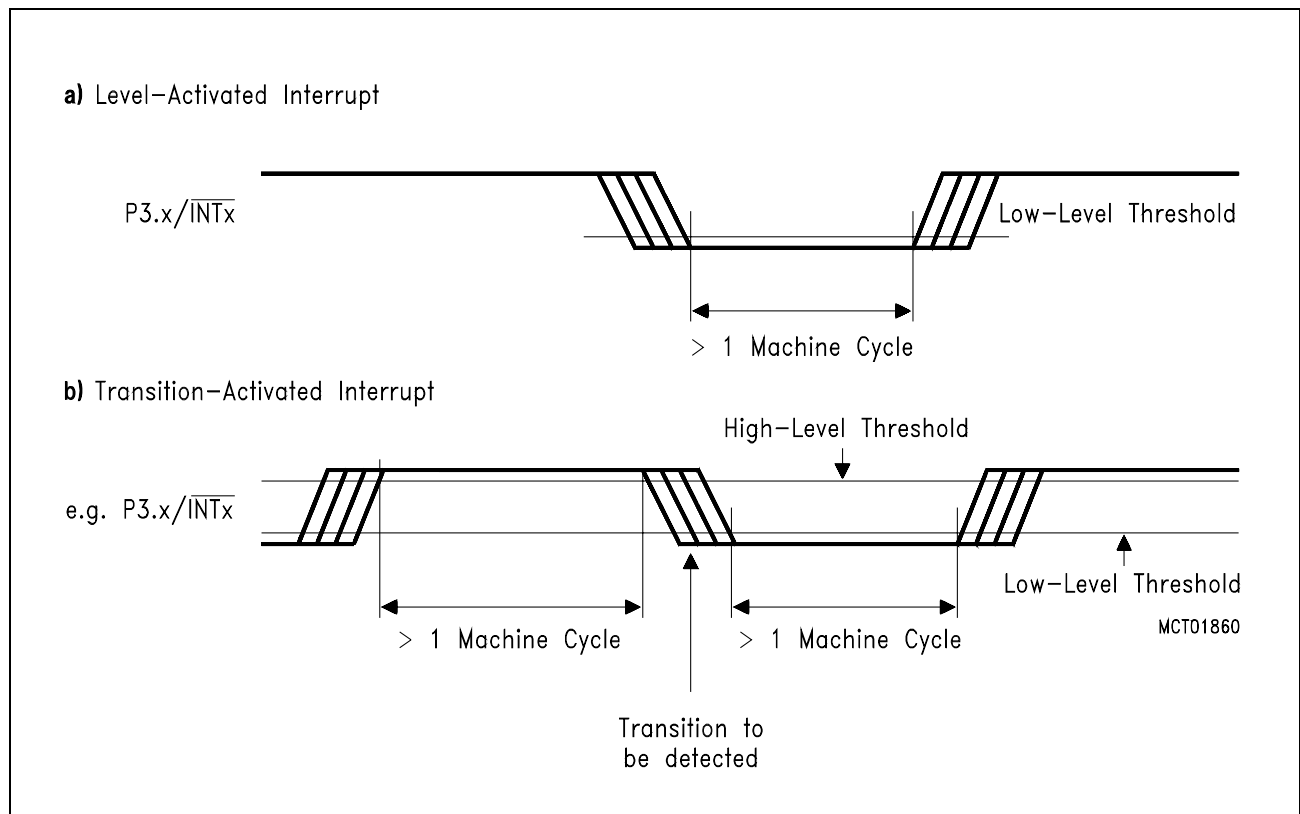 a) Level-Activated Interrupt
P3.x/INTx
Low-Level Threshold
> 1 Machine Cycle
b) Transition-Activated Interrupt
High-Level Threshold
e.g. P3.x/INTx
Low-Level Threshold
> 1 Machine Cycle
> 1 Machine Cycle
MCT01860
Transition to
be detected